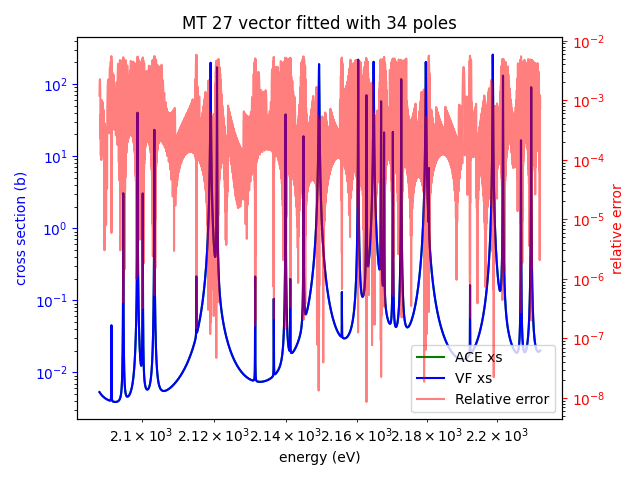 MT 27 vector fitted with 34 poles
10²
10¹
10⁰
10⁻¹
10⁻²
cross section (b)
10⁻²
10⁻³
10⁻⁴
10⁻⁵
10⁻⁶
10⁻⁷
10⁻⁸
relative error
ACE xs
VF xs
Relative error
2.1 × 10³ 2.12 × 10³ 2.14 × 10³ 2.16 × 10³ 2.18 × 10³ 2.2 × 10³
energy (eV)